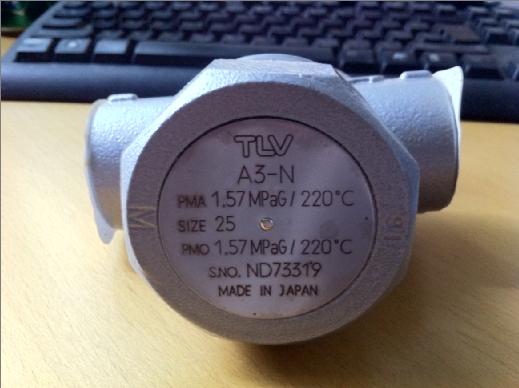 TLV
A3-N
PMA 1.57 MPaG / 220°C
SIZE 25
PMO 1.57 MPaG / 220°C
S.NO. ND73319
MADE IN JAPAN
M